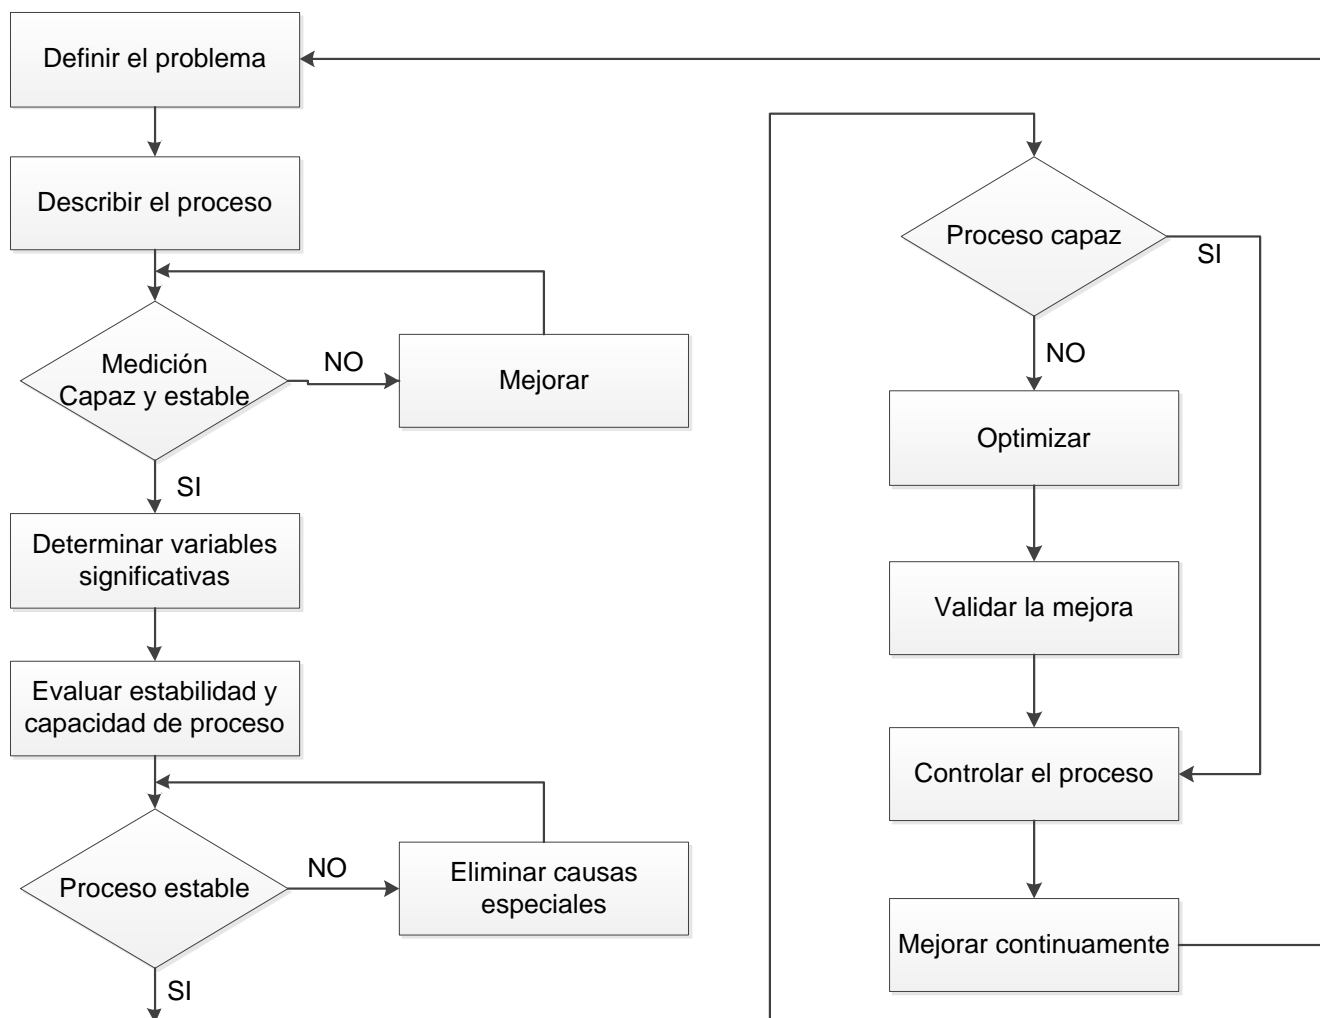 Definir el problema
Describir el proceso
Medición
Capaz y estable
NO
Mejorar
SI
Determinar variables
significativas
Evaluar estabilidad y
capacidad de proceso
Proceso estable
NO
Eliminar causas
especiales
SI
Proceso capaz
SI
NO
Optimizar
Validar la mejora
Controlar el proceso
Mejorar continuamente